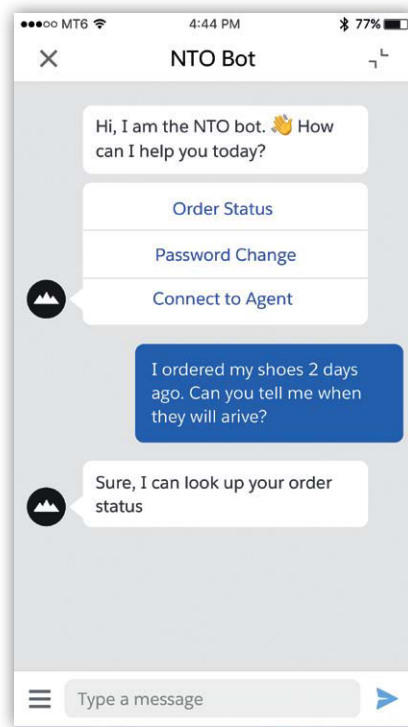 ●●●○○ MT6 4:44 PM 77%
NTO Bot
Hi, I am the NTO bot. 👋 How
can I help you today?
Order Status
Password Change
Connect to Agent
I ordered my shoes 2 days
ago. Can you tell me when
they will arive?
Sure, I can look up your order
status
Type a message